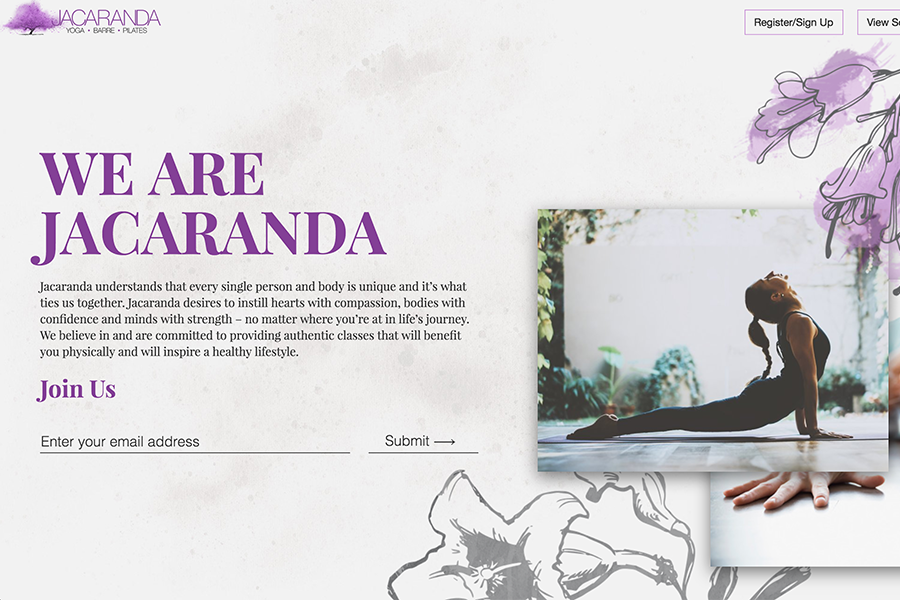 JACARANDA
YOGA • BARRE • PILATES
Register/Sign Up
View
WE ARE
JACARANDA
Jacaranda understands that every single person and body is unique and it’s what
ties us together. Jacaranda desires to instill hearts with compassion, bodies with
confidence and minds with strength – no matter where you’re at in life’s journey.
We believe in and are committed to providing authentic classes that will benefit
you physically and will inspire a healthy lifestyle.
Join Us
Enter your email address
Submit ⟶